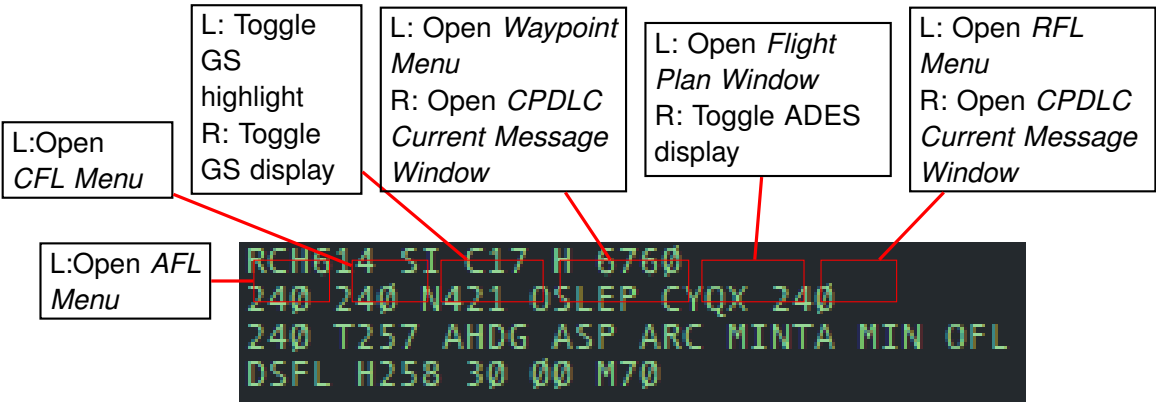 L: Toggle
GS
highlight
R: Toggle
GS display
L: Open Waypoint
Menu
R: Open CPDLC
Current Message
Window
L: Open Flight
Plan Window
R: Toggle ADES
display
L: Open RFL
Menu
R: Open CPDLC
Current Message
Window
L:Open
CFL Menu
L:Open AFL
Menu
RCH614 SI C17 H 6760
240 240 N421 OSLEP CYQX 240
240 T257 AHDG ASP ARC MINTA MIN OFL
DSFL H258 30 00 M70